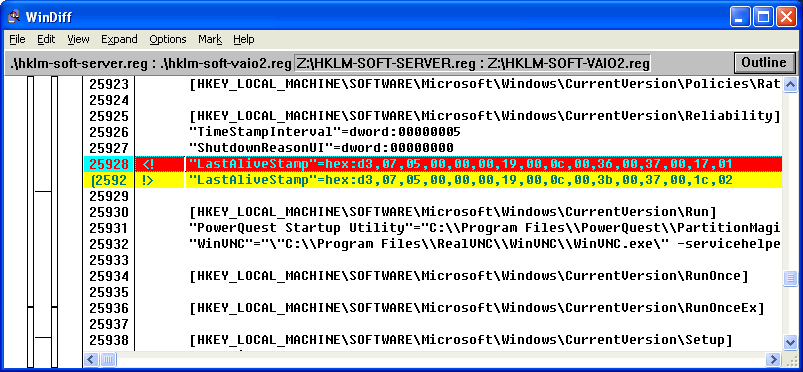 WinDiff
File Edit View Expand Options Mark Help
.\hklm-soft-server.reg : .\hklm-soft-vaio2.reg Z:\HKLM-SOFT-SERVER.reg : Z:\HKLM-SOFT-VAIO2.reg Outline
25923 [HKEY_LOCAL_MACHINE\SOFTWARE\Microsoft\Windows\CurrentVersion\Policies\Rat
25924
25925 [HKEY_LOCAL_MACHINE\SOFTWARE\Microsoft\Windows\CurrentVersion\Reliability]
25926 "TimeStampInterval"=dword:00000005
25927 "ShutdownReasonUI"=dword:00000000
25928 <! "LastAliveStamp"=hex:d3,07,05,00,00,00,19,00,0c,00,36,00,37,00,17,01
(2592 !> "LastAliveStamp"=hex:d3,07,05,00,00,00,19,00,0c,00,3b,00,37,00,1c,02
25929
25930 [HKEY_LOCAL_MACHINE\SOFTWARE\Microsoft\Windows\CurrentVersion\Run]
25931 "PowerQuest Startup Utility"="C:\\Program Files\\PowerQuest\\PartitionMagi
25932 "WinVNC"="\"C:\\Program Files\\RealVNC\\WinVNC\\WinVNC.exe\" -servicehelpe
25933
25934 [HKEY_LOCAL_MACHINE\SOFTWARE\Microsoft\Windows\CurrentVersion\RunOnce]
25935
25936 [HKEY_LOCAL_MACHINE\SOFTWARE\Microsoft\Windows\CurrentVersion\RunOnceEx]
25937
25938 [HKEY_LOCAL_MACHINE\SOFTWARE\Microsoft\Windows\CurrentVersion\Setup]